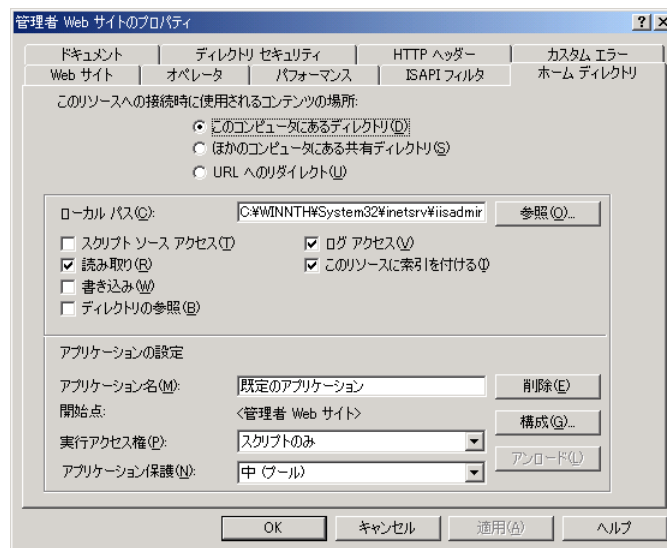 管理者 Web サイトのプロパティ
ドキュメント ディレクトリ セキュリティ HTTP ヘッダー カスタム エラー
Web サイト オペレータ パフォーマンス ISAPI フィルタ ホーム ディレクトリ
このリソースへの接続時に使用されるコンテンツの場所:
このコンピュータにあるディレクトリ(D)
ほかのコンピュータにある共有ディレクトリ(S)
URL へのリダイレクト(U)
ローカル パス(C): C:¥WINNTH¥System32¥inetsrv¥iisadmin 参照(O)...
スクリプト ソース アクセス(T) ログ アクセス(V)
読み取り(R) このリソースに索引を付ける(I)
書き込み(W)
ディレクトリの参照(B)
アプリケーションの設定
アプリケーション名(M): 既定のアプリケーション 削除(E)
開始点: <管理者 Web サイト>
構成(G)...
実行アクセス権(P): スクリプトのみ
アンロード(L)
アプリケーション保護(N): 中 (プール)
OK キャンセル 適用(A) ヘルプ